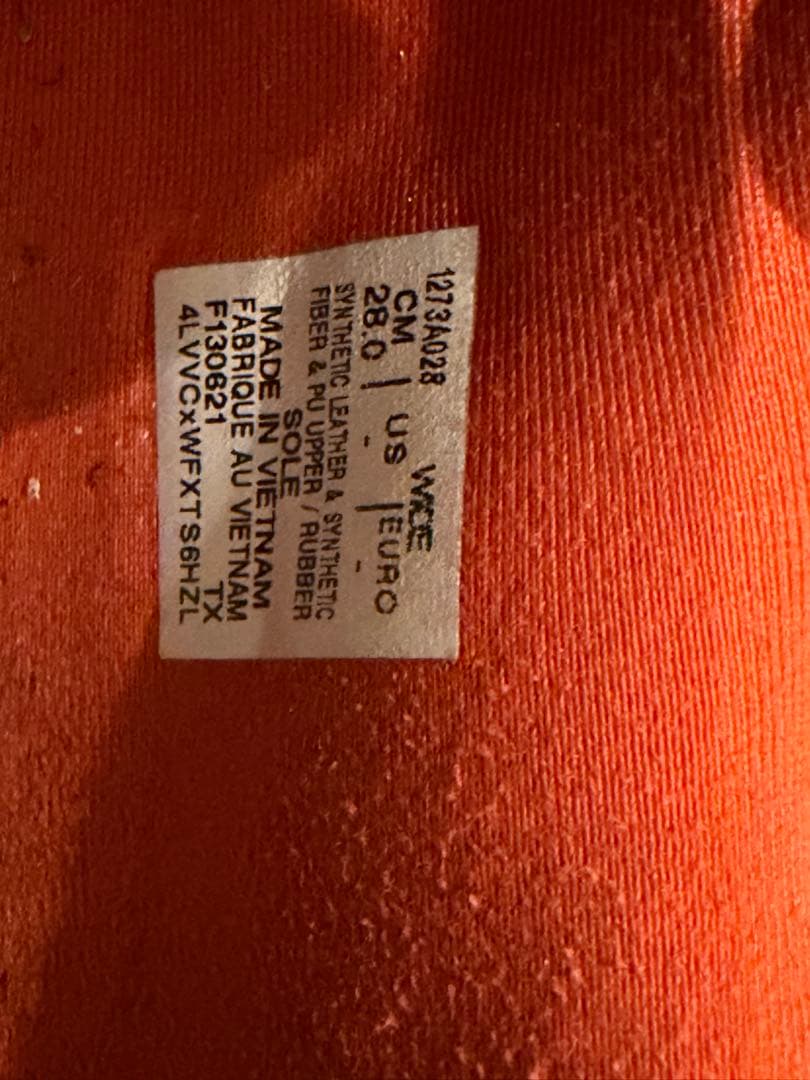 1273A028 WIDE
CM | US | EURO
28.0 - -
SYNTHETIC LEATHER & SYNTHETIC
FIBER & PU UPPER / RUBBER
SOLE
MADE IN VIETNAM
FABRIQUE AU VIETNAM
F130621 TX
4LVVCxWFXTS6HZL